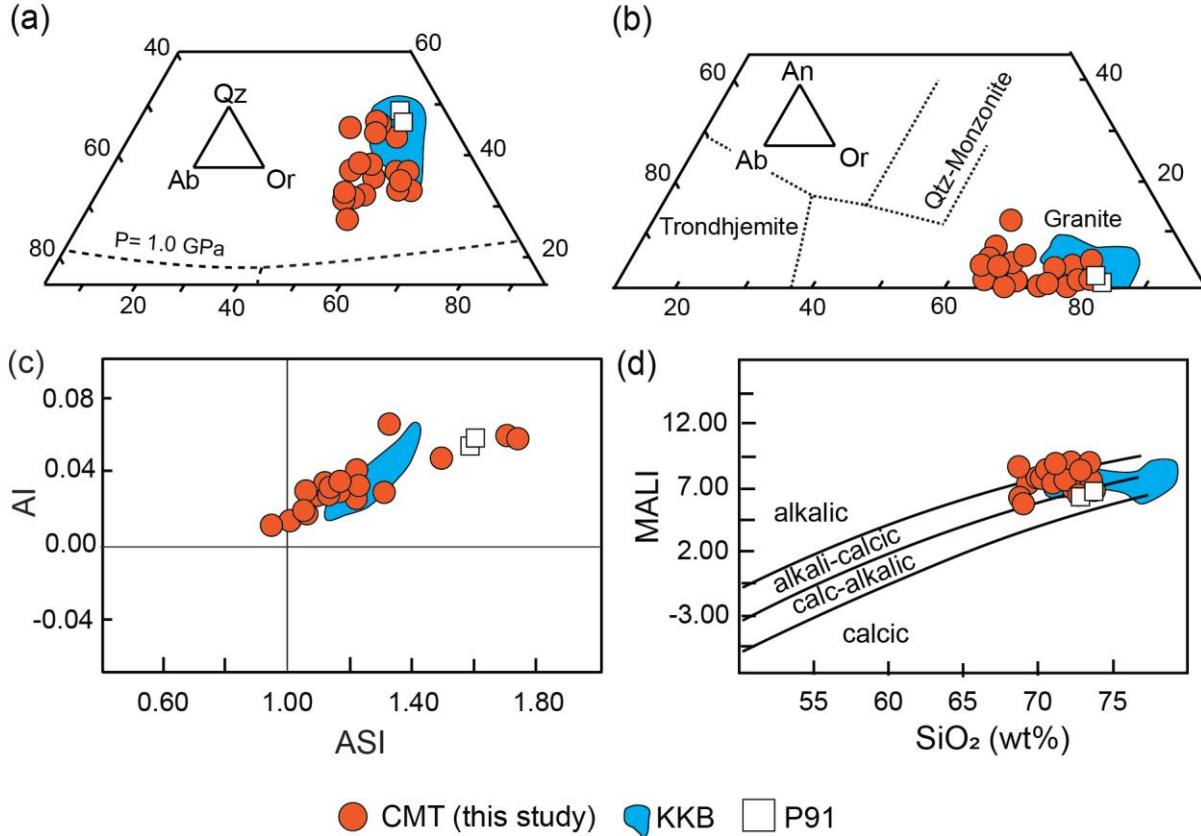 (a)
40
60
Qz
Ab
Or
60
40
P= 1.0 GPa
80
20
20
40
60
80
(b)
60
An
40
Ab
Or
Qtz-Monzonite
80
20
Trondhjemite
Granite
20
40
60
80
(c)
0.08
0.04
AI
0.00
-0.04
0.60
1.00
1.40
1.80
ASI
(d)
12.00
7.00
MALI
2.00
-3.00
alkalic
alkali-calcic
calc-alkalic
calcic
55
60
65
70
75
SiO₂ (wt%)
CMT (this study)
KKB
P91